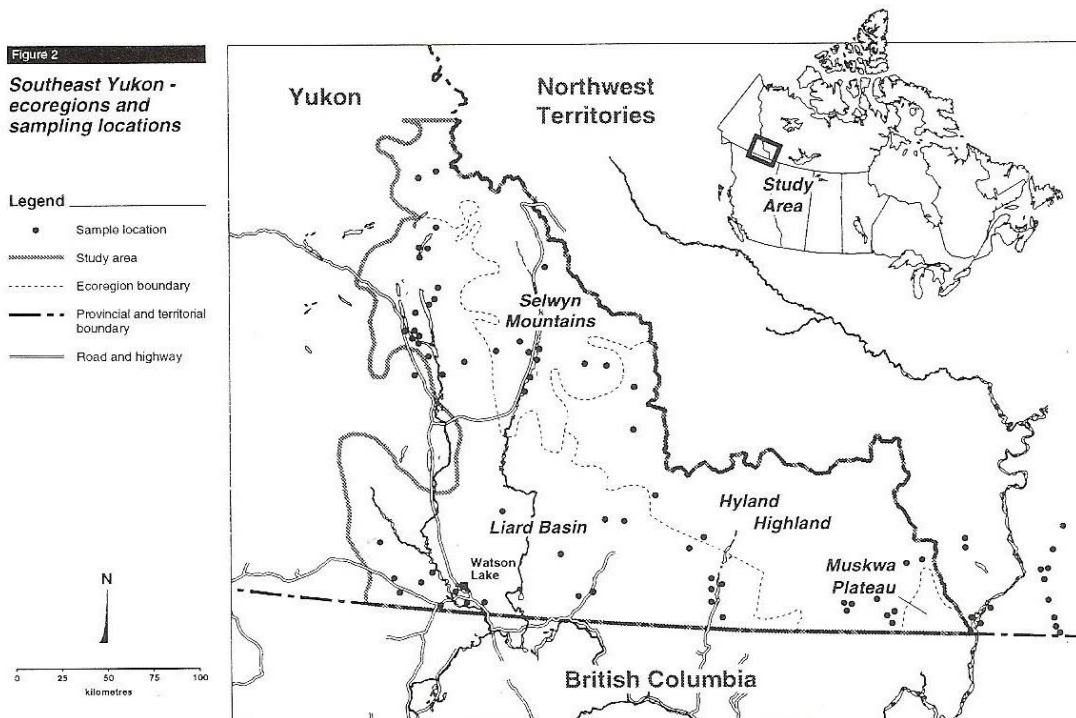 Figure 2
Southeast Yukon -
ecoregions and
sampling locations
Legend
Sample location
Study area
Ecoregion boundary
Provincial and territorial
boundary
Road and highway
N
0 25 50 75 100
kilometres
Yukon
Northwest
Territories
Study
Area
Selwyn
Mountains
Hyland
Highland
Liard Basin
Muskwa
Plateau
Watson
Lake
British Columbia